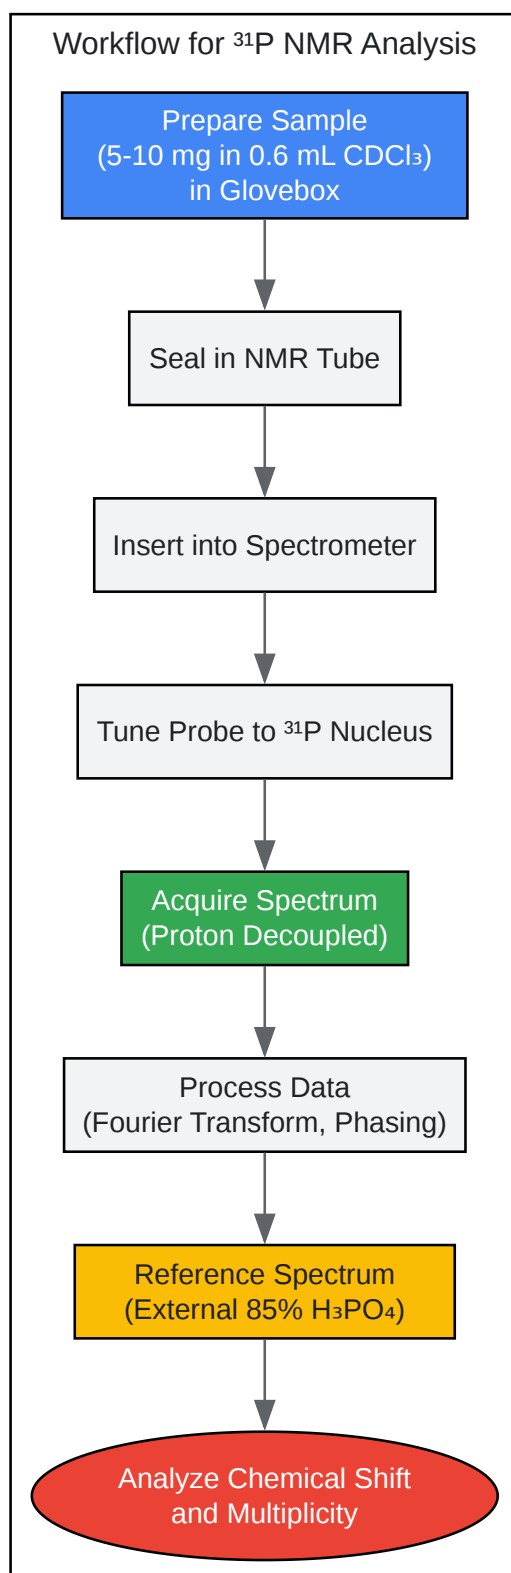 Workflow for ³¹P NMR Analysis
Prepare Sample
(5-10 mg in 0.6 mL CDCl₃)
in Glovebox
Seal in NMR Tube
Insert into Spectrometer
Tune Probe to ³¹P Nucleus
Acquire Spectrum
(Proton Decoupled)
Process Data
(Fourier Transform, Phasing)
Reference Spectrum
(External 85% H₃PO₄)
Analyze Chemical Shift
and Multiplicity